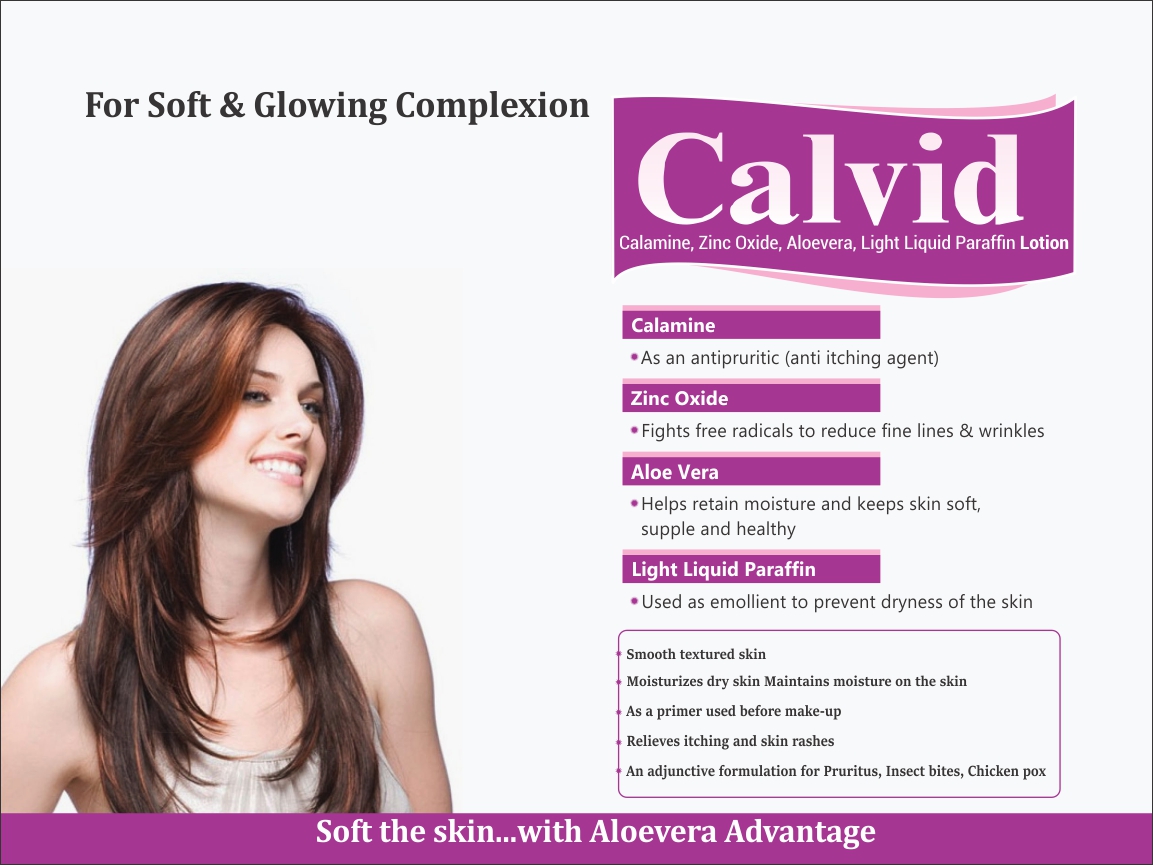 For Soft & Glowing Complexion
Calvid
Calamine, Zinc Oxide, Aloevera, Light Liquid Paraffin Lotion
Calamine
As an antipruritic (anti itching agent)
Zinc Oxide
Fights free radicals to reduce fine lines & wrinkles
Aloe Vera
Helps retain moisture and keeps skin soft,
supple and healthy
Light Liquid Paraffin
Used as emollient to prevent dryness of the skin
Smooth textured skin
Moisturizes dry skin Maintains moisture on the skin
As a primer used before make-up
Relieves itching and skin rashes
An adjunctive formulation for Pruritus, Insect bites, Chicken pox
Soft the skin...with Aloevera Advantage